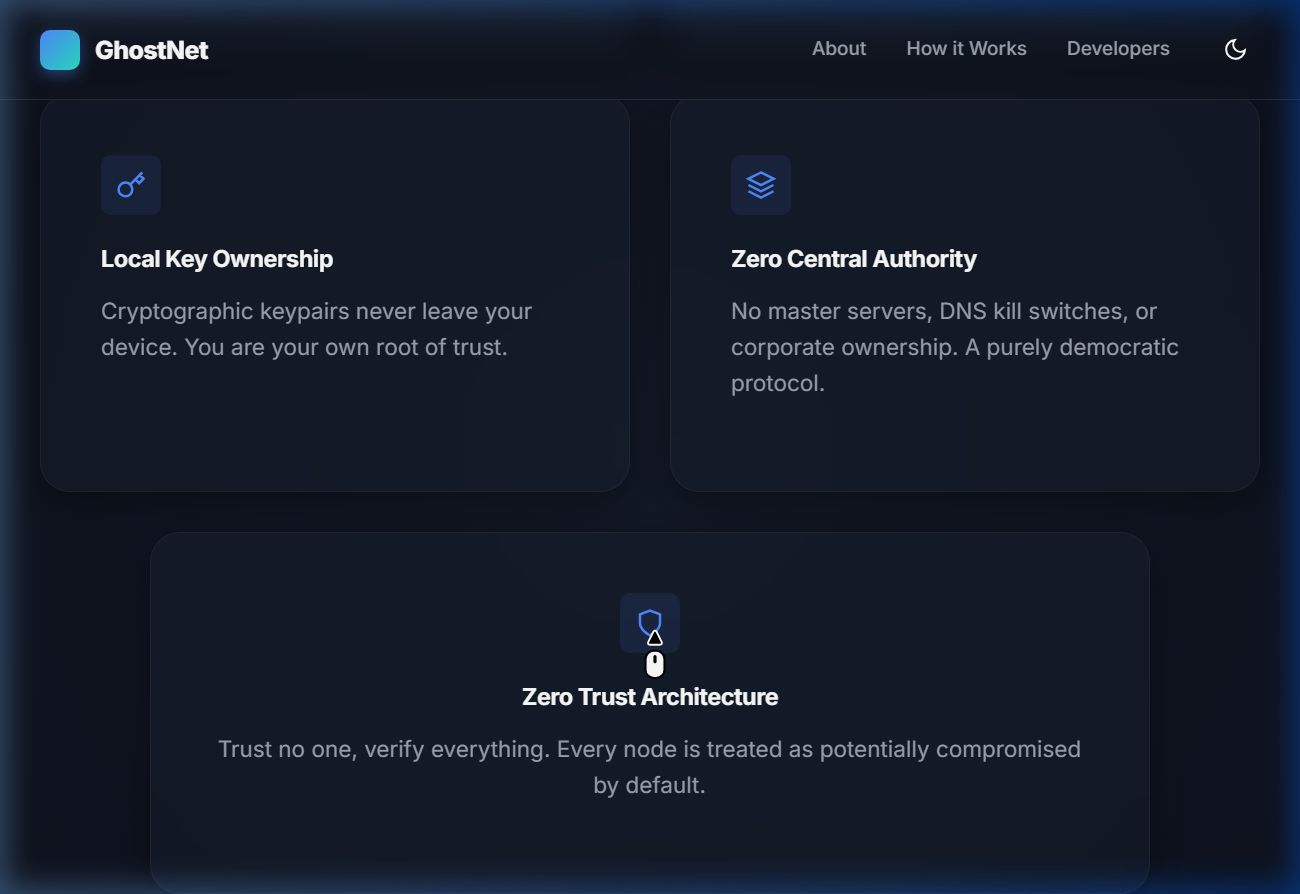 GhostNet
About
How it Works
Developers
Local Key Ownership
Cryptographic keypairs never leave your
device. You are your own root of trust.
Zero Central Authority
No master servers, DNS kill switches, or
corporate ownership. A purely democratic
protocol.
Zero Trust Architecture
Trust no one, verify everything. Every node is treated as potentially compromised
by default.